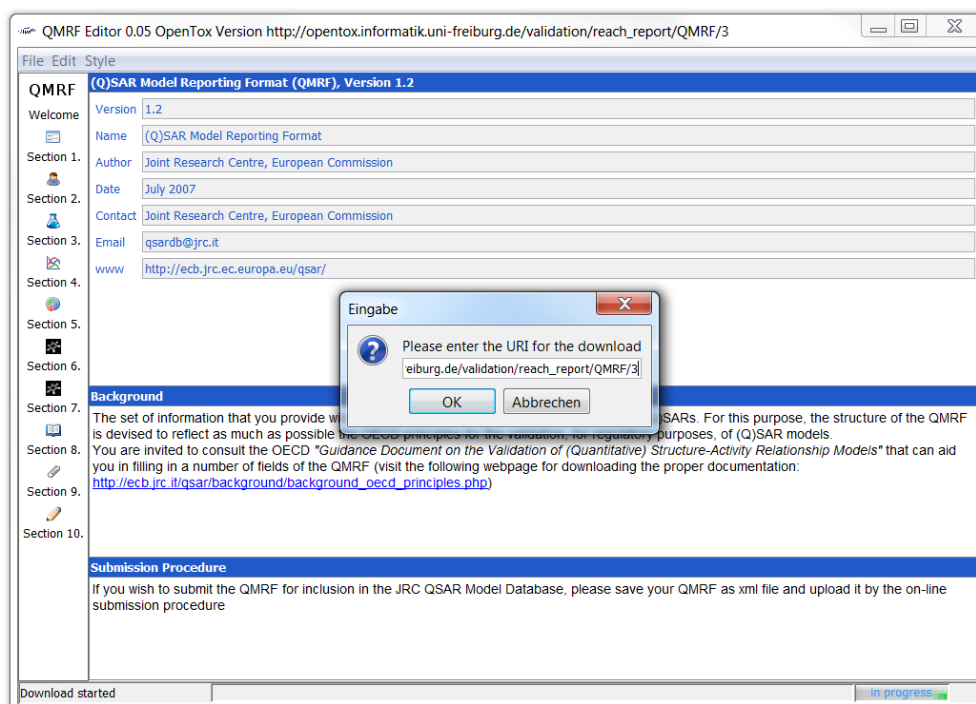 QMRF Editor 0.05 OpenTox Version http://opentox.informatik.uni-freiburg.de/validation/reach_report/QMRF/3
File Edit Style
QMRF
Welcome
Section 1.
Section 2.
Section 3.
Section 4.
Section 5.
Section 6.
Section 7.
Section 8.
Section 9.
Section 10.
(Q)SAR Model Reporting Format (QMRF), Version 1.2
Version 1.2
Name (Q)SAR Model Reporting Format
Author Joint Research Centre, European Commission
Date July 2007
Contact Joint Research Centre, European Commission
Email qsardb@jrc.it
www http://ecb.jrc.ec.europa.eu/qsar/
Eingabe
Please enter the URI for the download
eiburg.de/validation/reach_report/QMRF/3
OK Abbrechen
Background
The set of information that you provide wi SARs. For this purpose, the structure of the QMRF
is devised to reflect as much as possible the OECD principles for the validation, for regulatory purposes, of (Q)SAR models.
You are invited to consult the OECD "Guidance Document on the Validation of (Quantitative) Structure-Activity Relationship Models" that can aid
you in filling in a number of fields of the QMRF (visit the following webpage for downloading the proper documentation:
http://ecb.jrc.it/qsar/background/background_oecd_principles.php)
Submission Procedure
If you wish to submit the QMRF for inclusion in the JRC QSAR Model Database, please save your QMRF as xml file and upload it by the on-line
submission procedure
Download started
in progress